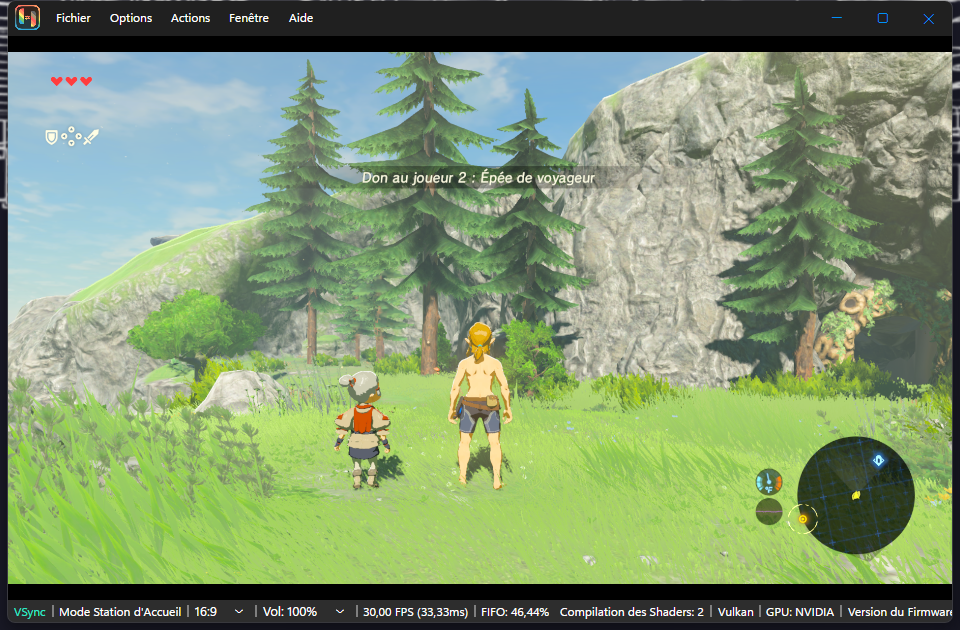 Fichier Options Actions Fenêtre Aide
Don au joueur 2 : Épée de voyageur
VSync | Mode Station d'Accueil | 16:9 | Vol: 100% | 30,00 FPS (33,33ms) | FIFO: 46,44% Compilation des Shaders: 2 | Vulkan | GPU: NVIDIA | Version du Firmware